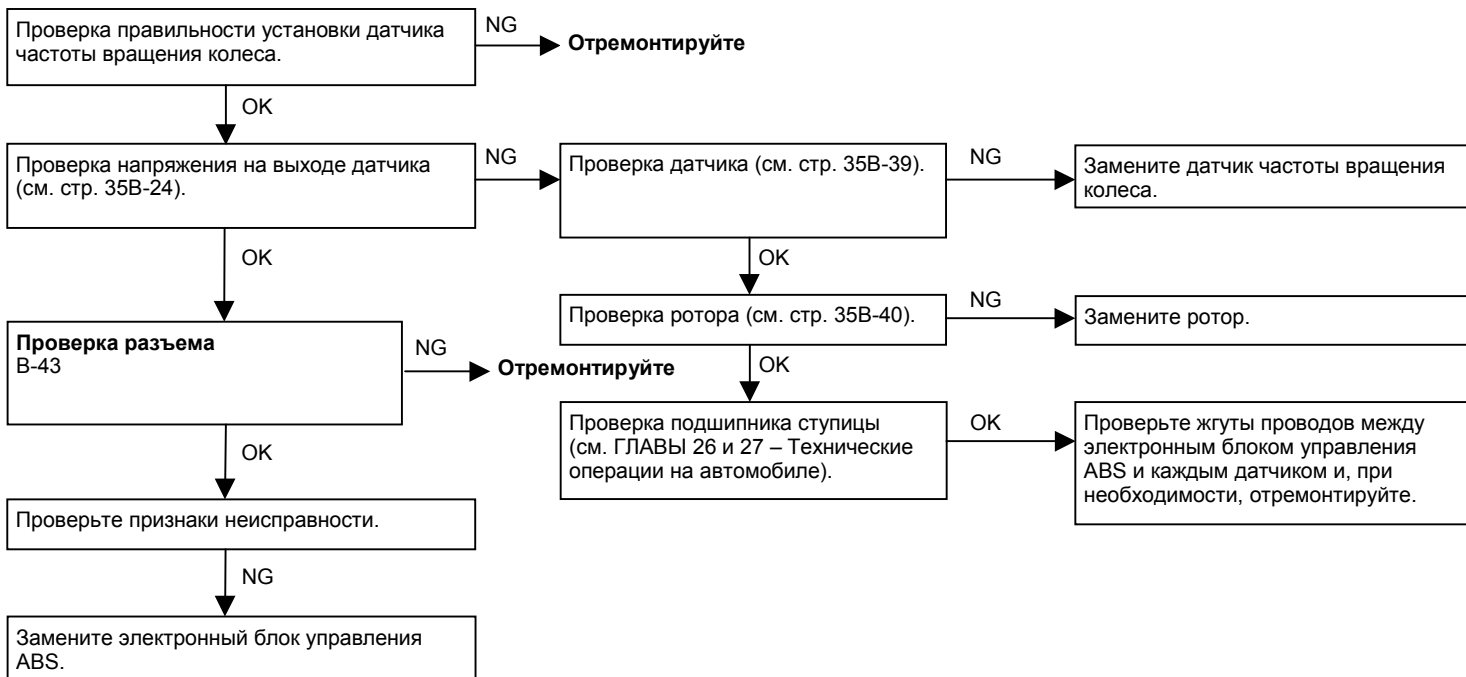 Проверка правильности установки датчика
частоты вращения колеса.
NG
Отремонтируйте
OK
Проверка напряжения на выходе датчика
(см. стр. 35B-24).
NG
Проверка датчика (см. стр. 35B-39).
NG
Замените датчик частоты вращения
колеса.
OK
OK
Проверка ротора (см. стр. 35B-40).
NG
Замените ротор.
Проверка разъема
B-43
NG
Отремонтируйте
OK
Проверка подшипника ступицы
(см. ГЛАВЫ 26 и 27 – Технические
операции на автомобиле).
OK
Проверьте жгуты проводов между
электронным блоком управления
ABS и каждым датчиком и, при
необходимости, отремонтируйте.
OK
Проверьте признаки неисправности.
NG
Замените электронный блок управления
ABS.